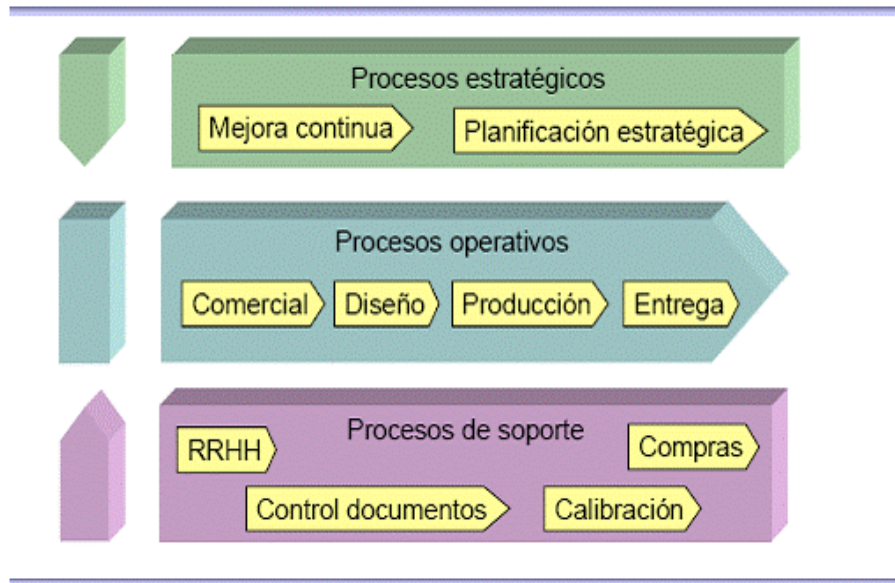 Procesos estratégicos
Mejora continua
Planificación estratégica
Procesos operativos
Comercial
Diseño
Producción
Entrega
Procesos de soporte
RRHH
Compras
Control documentos
Calibración